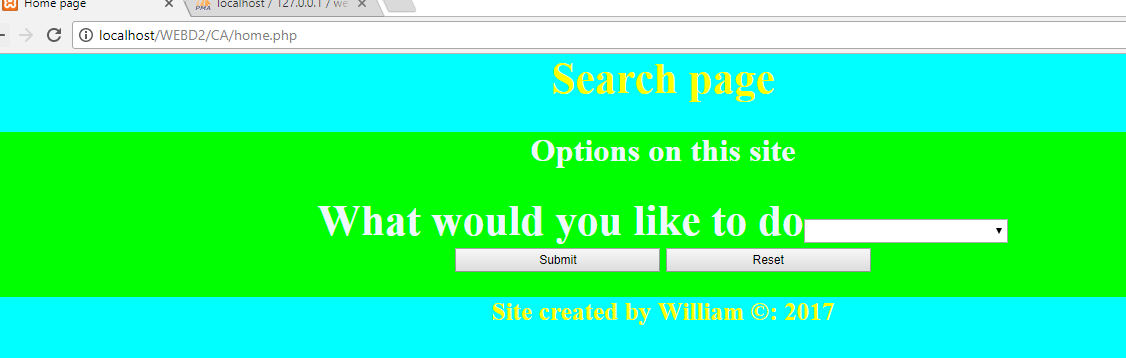 Home page
PMA localhost / 127.0.0.1 / we
localhost/WEBD2/CA/home.php
Search page
Options on this site
What would you like to do
Submit Reset
Site created by William ©: 2017